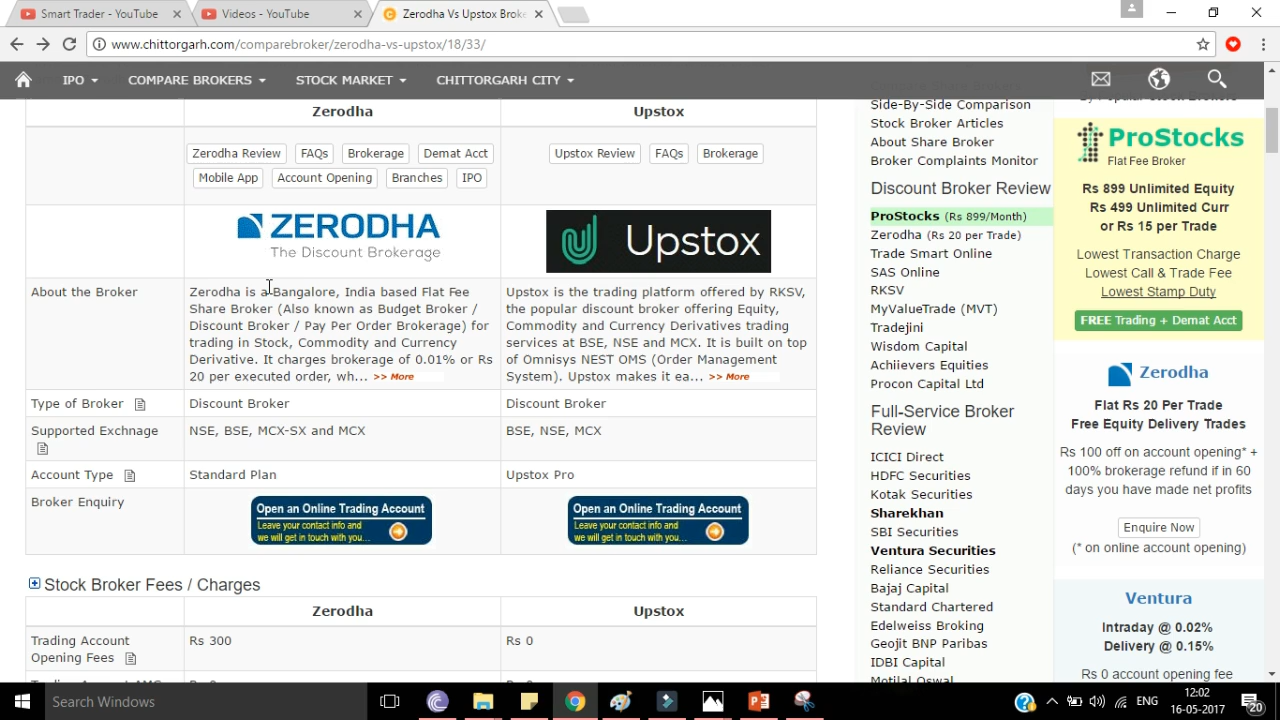 Smart Trader - YouTube
Videos - YouTube
Zerodha Vs Upstox Broke
www.chittorgarh.com/comparebroker/zerodha-vs-upstox/18/33/
IPO
COMPARE BROKERS
STOCK MARKET
CHITTORGARH CITY
Zerodha
Upstox
Zerodha Review
FAQs
Brokerage
Demat Acct
Mobile App
Account Opening
Branches
IPO
Upstox Review
FAQs
Brokerage
ZERODHA
The Discount Brokerage
Upstox
About the Broker
Zerodha is a Bangalore, India based Flat Fee
Share Broker (Also known as Budget Broker /
Discount Broker / Pay Per Order Brokerage) for
trading in Stock, Commodity and Currency
Derivative. It charges brokerage of 0.01% or Rs
20 per executed order, wh... >> More
Upstox is the trading platform offered by RKSV,
the popular discount broker offering Equity,
Commodity and Currency Derivatives trading
services at BSE, NSE and MCX. It is built on top
of Omnisys NEST OMS (Order Management
System). Upstox makes it ea... >> More
Type of Broker
Discount Broker
Discount Broker
Supported Exchnage
NSE, BSE, MCX-SX and MCX
BSE, NSE, MCX
Account Type
Standard Plan
Upstox Pro
Broker Enquiry
Open an Online Trading Account
Leave your contact info and
we will get in touch with you...
Open an Online Trading Account
Leave your contact info and
we will get in touch with you...
Stock Broker Fees / Charges
Zerodha
Upstox
Trading Account
Opening Fees
Rs 300
Rs 0
Side-By-Side Comparison
Stock Broker Articles
About Share Broker
Broker Complaints Monitor
Discount Broker Review
ProStocks (Rs 899/Month)
Zerodha (Rs 20 per Trade)
Trade Smart Online
SAS Online
RKSV
MyValueTrade (MVT)
Tradejini
Wisdom Capital
Achiievers Equities
Procon Capital Ltd
Full-Service Broker
Review
ICICI Direct
HDFC Securities
Kotak Securities
Sharekhan
SBI Securities
Ventura Securities
Reliance Securities
Bajaj Capital
Standard Chartered
Edelweiss Broking
Geojit BNP Paribas
IDBI Capital
Motilal Oswal
ProStocks
Flat Fee Broker
Rs 899 Unlimited Equity
Rs 499 Unlimited Curr
or Rs 15 per Trade
Lowest Transaction Charge
Lowest Call & Trade Fee
Lowest Stamp Duty
FREE Trading + Demat Acct
Zerodha
Flat Rs 20 Per Trade
Free Equity Delivery Trades
Rs 100 off on account opening* +
100% brokerage refund if in 60
days you have made net profits
Enquire Now
(* on online account opening)
Ventura
Intraday @ 0.02%
Delivery @ 0.15%
Rs 0 account opening fee
Search Windows
ENG
12:02
16-05-2017
20